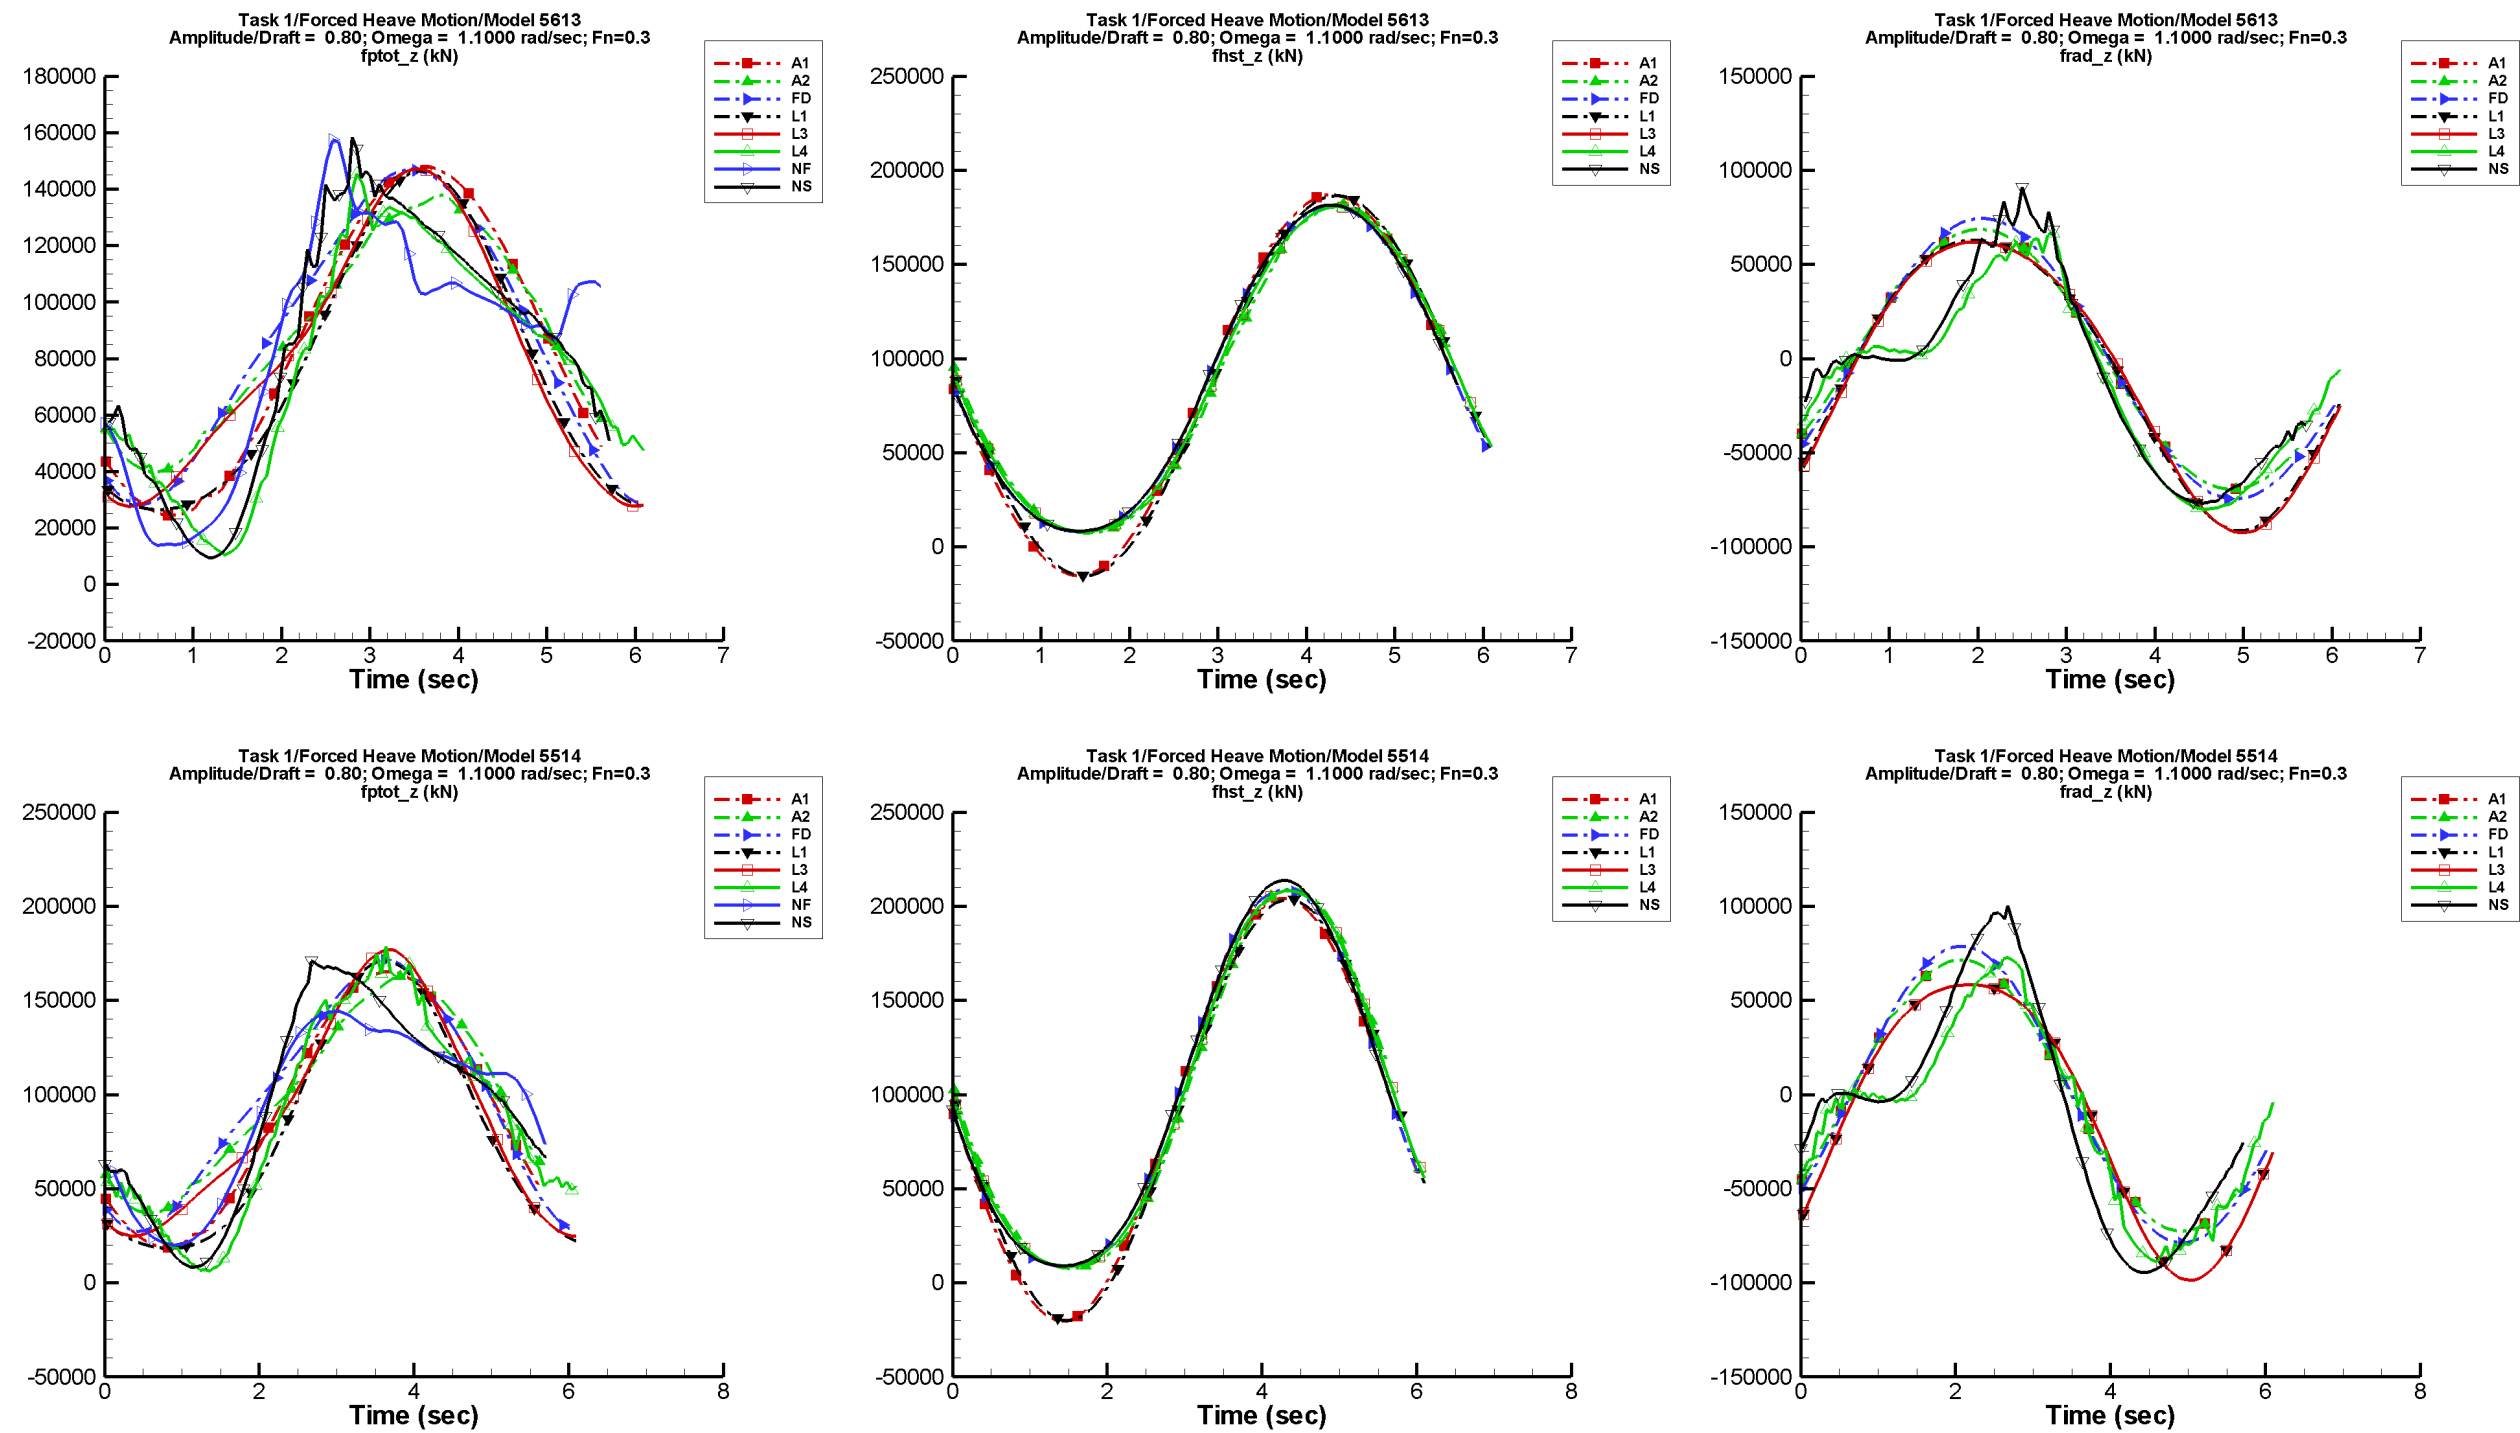 Task 1/Forced Heave Motion/Model 5613
Amplitude/Draft = 0.80; Omega = 1.1000 rad/sec; Fn=0.3
fptot_z (kN)
A1
A2
FD
L1
L3
L4
NF
NS
180000
160000
140000
120000
100000
80000
60000
40000
20000
0
-20000
0 1 2 3 4 5 6 7
Time (sec)
Task 1/Forced Heave Motion/Model 5613
Amplitude/Draft = 0.80; Omega = 1.1000 rad/sec; Fn=0.3
fhst_z (kN)
A1
A2
FD
L1
L3
L4
NS
250000
200000
150000
100000
50000
0
-50000
0 1 2 3 4 5 6 7
Time (sec)
Task 1/Forced Heave Motion/Model 5613
Amplitude/Draft = 0.80; Omega = 1.1000 rad/sec; Fn=0.3
frad_z (kN)
A1
A2
FD
L1
L3
L4
NS
150000
100000
50000
0
-50000
-100000
-150000
0 1 2 3 4 5 6 7
Time (sec)
Task 1/Forced Heave Motion/Model 5514
Amplitude/Draft = 0.80; Omega = 1.1000 rad/sec; Fn=0.3
fptot_z (kN)
A1
A2
FD
L1
L3
L4
NF
NS
250000
200000
150000
100000
50000
0
-50000
0 2 4 6 8
Time (sec)
Task 1/Forced Heave Motion/Model 5514
Amplitude/Draft = 0.80; Omega = 1.1000 rad/sec; Fn=0.3
fhst_z (kN)
A1
A2
FD
L1
L3
L4
NS
250000
200000
150000
100000
50000
0
-50000
0 2 4 6 8
Time (sec)
Task 1/Forced Heave Motion/Model 5514
Amplitude/Draft = 0.80; Omega = 1.1000 rad/sec; Fn=0.3
frad_z (kN)
A1
A2
FD
L1
L3
L4
NS
150000
100000
50000
0
-50000
-100000
-150000
0 2 4 6 8
Time (sec)